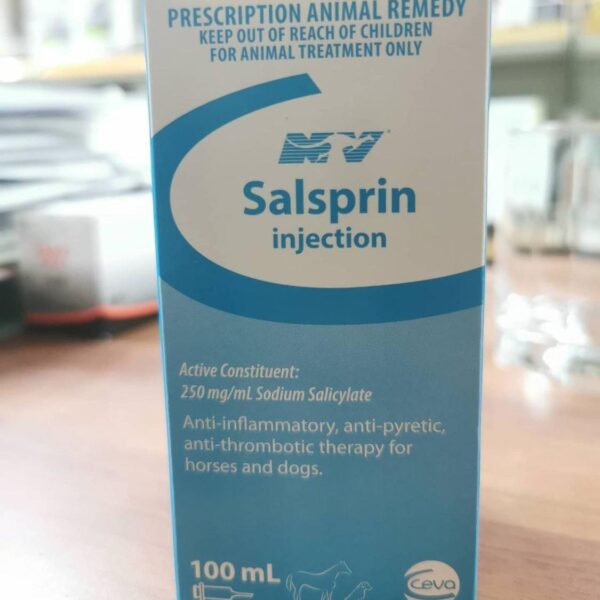 PRESCRIPTION ANIMAL REMEDY
KEEP OUT OF REACH OF CHILDREN
FOR ANIMAL TREATMENT ONLY
NV
Salsprin
injection
Active Constituent:
250 mg/mL Sodium Salicylate
Anti-inflammatory, anti-pyretic,
anti-thrombotic therapy for
horses and dogs.
100 mL
Ceva